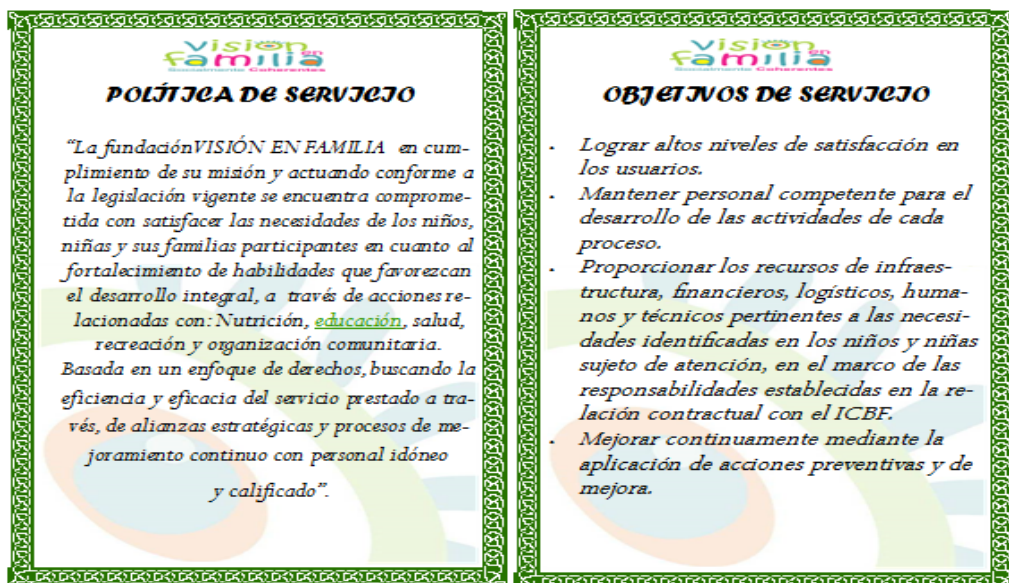 Visión en
Familia
Socialmente Coherentes
POLÍTICA DE SERVICIO
“La fundaciónVISIÓN EN FAMILIA en cum-
plimiento de su misión y actuando conforme a
la legislación vigente se encuentra comprome-
tida con satisfacer las necesidades de los niños,
niñas y sus familias participantes en cuanto al
fortalecimiento de habilidades que favorezcan
el desarrollo integral, a través de acciones re-
lacionadas con: Nutrición, educación, salud,
recreación y organización comunitaria.
Basada en un enfoque de derechos, buscando la
eficiencia y eficacia del servicio prestado a tra-
vés, de alianzas estratégicas y procesos de me-
joramiento continuo con personal idóneo
y calificado”.
Visión en
Familia
Socialmente Coherentes
OBJETIVOS DE SERVICIO
• Lograr altos niveles de satisfacción en
los usuarios.
• Mantener personal competente para el
desarrollo de las actividades de cada
proceso.
• Proporcionar los recursos de infraes-
tructura, financieros, logísticos, huma-
nos y técnicos pertinentes a las necesi-
dades identificadas en los niños y niñas
sujeto de atención, en el marco de las
responsabilidades establecidas en la re-
lación contractual con el ICBF.
• Mejorar continuamente mediante la
aplicación de acciones preventivas y de
mejora.